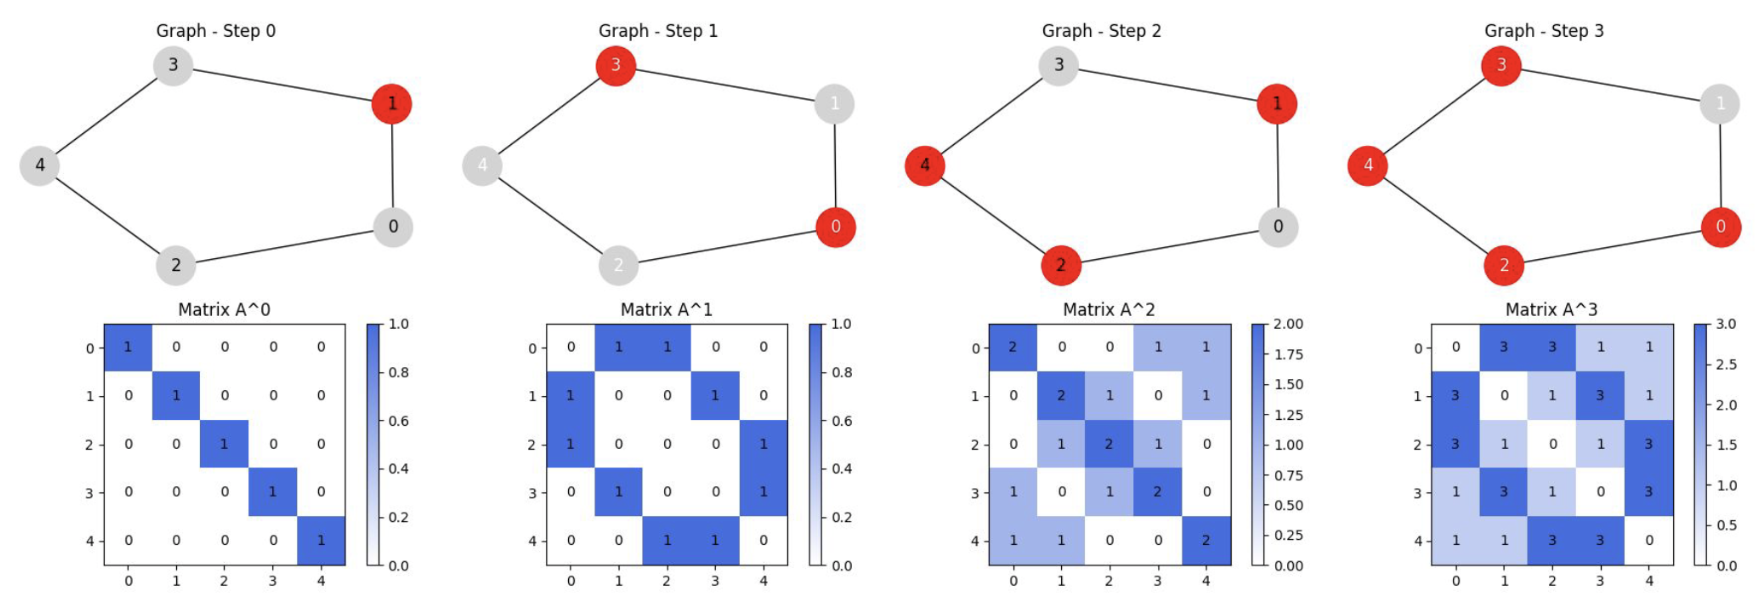 Graph - Step 0
3
1
4
0
2
Graph - Step 1
3
1
4
0
2
Graph - Step 2
3
1
4
0
2
Graph - Step 3
3
1
4
0
2
Matrix A^0
0 1 0 0 0 0
1 0 1 0 0 0
2 0 0 1 0 0
3 0 0 0 1 0
4 0 0 0 0 1
0 1 2 3 4
1.0
0.8
0.6
0.4
0.2
0.0
Matrix A^1
0 0 1 1 0 0
1 1 0 0 1 0
2 1 0 0 0 1
3 0 1 0 0 1
4 0 0 1 1 0
0 1 2 3 4
1.0
0.8
0.6
0.4
0.2
0.0
Matrix A^2
0 2 0 0 1 1
1 0 2 1 0 1
2 0 1 2 1 0
3 1 0 1 2 0
4 1 1 0 0 2
0 1 2 3 4
2.00
1.75
1.50
1.25
1.00
0.75
0.50
0.25
0.00
Matrix A^3
0 0 3 3 1 1
1 3 0 1 3 1
2 3 1 0 1 3
3 1 3 1 0 3
4 1 1 3 3 0
0 1 2 3 4
3.0
2.5
2.0
1.5
1.0
0.5
0.0